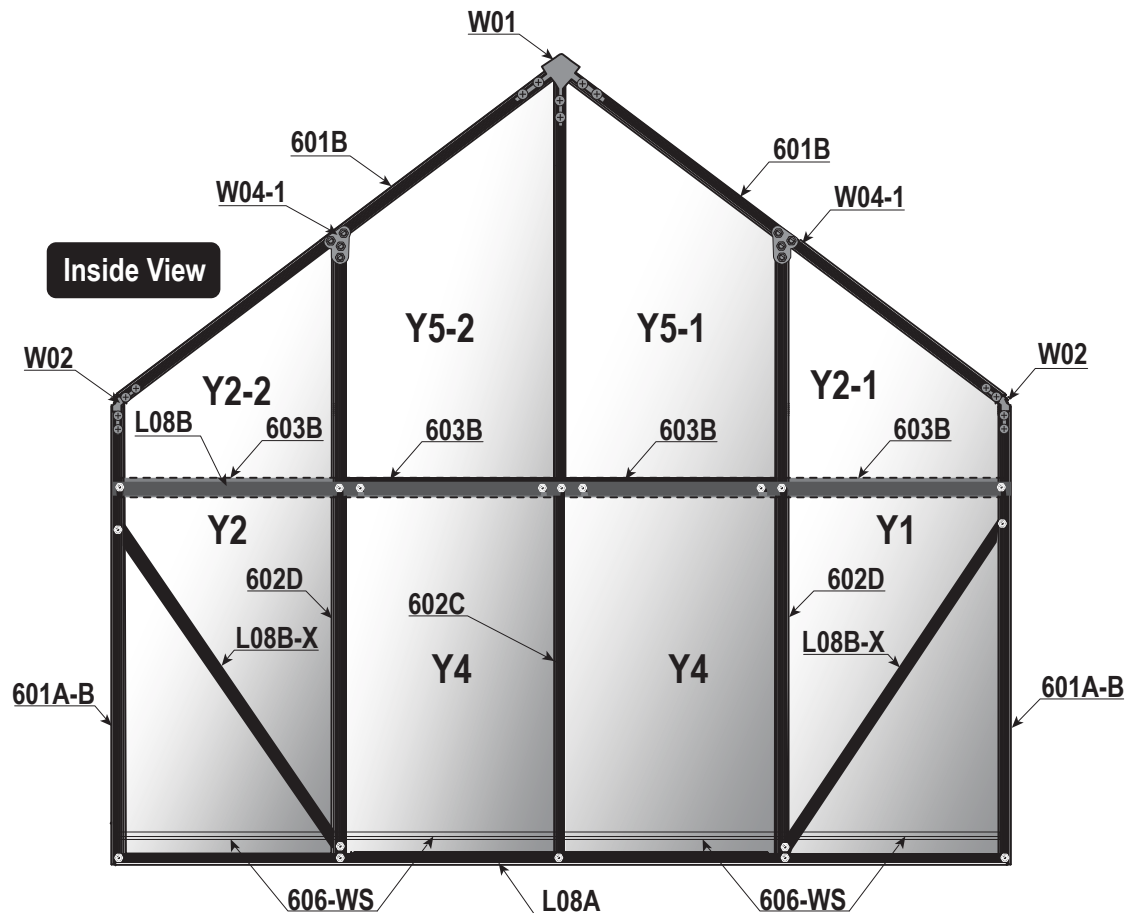 W01
601B
601B
W04-1
W04-1
Inside View
Y5-2
Y5-1
W02
W02
Y2-2
Y2-1
L08B
603B
603B
603B
603B
Y2
Y1
602D
602D
602C
L08B-X
L08B-X
Y4
Y4
601A-B
601A-B
606-WS
L08A
606-WS